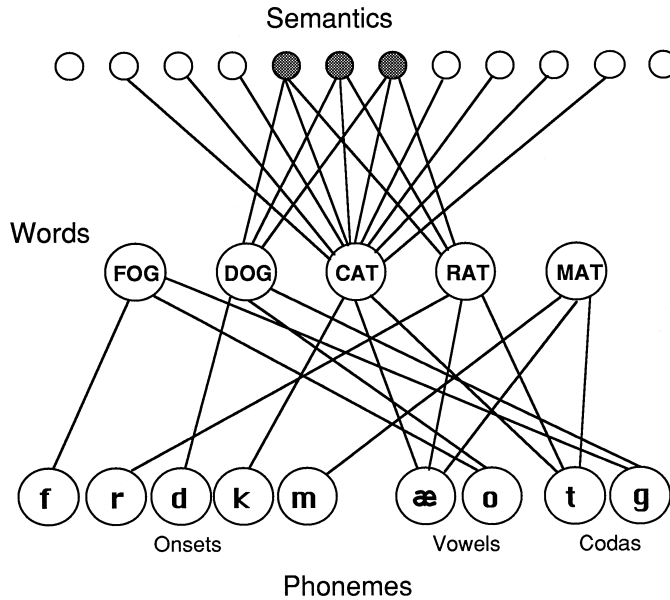 Semantics
Words
FOG DOG CAT RAT MAT
f r d k m æ o t g
Onsets Vowels Codas
Phonemes